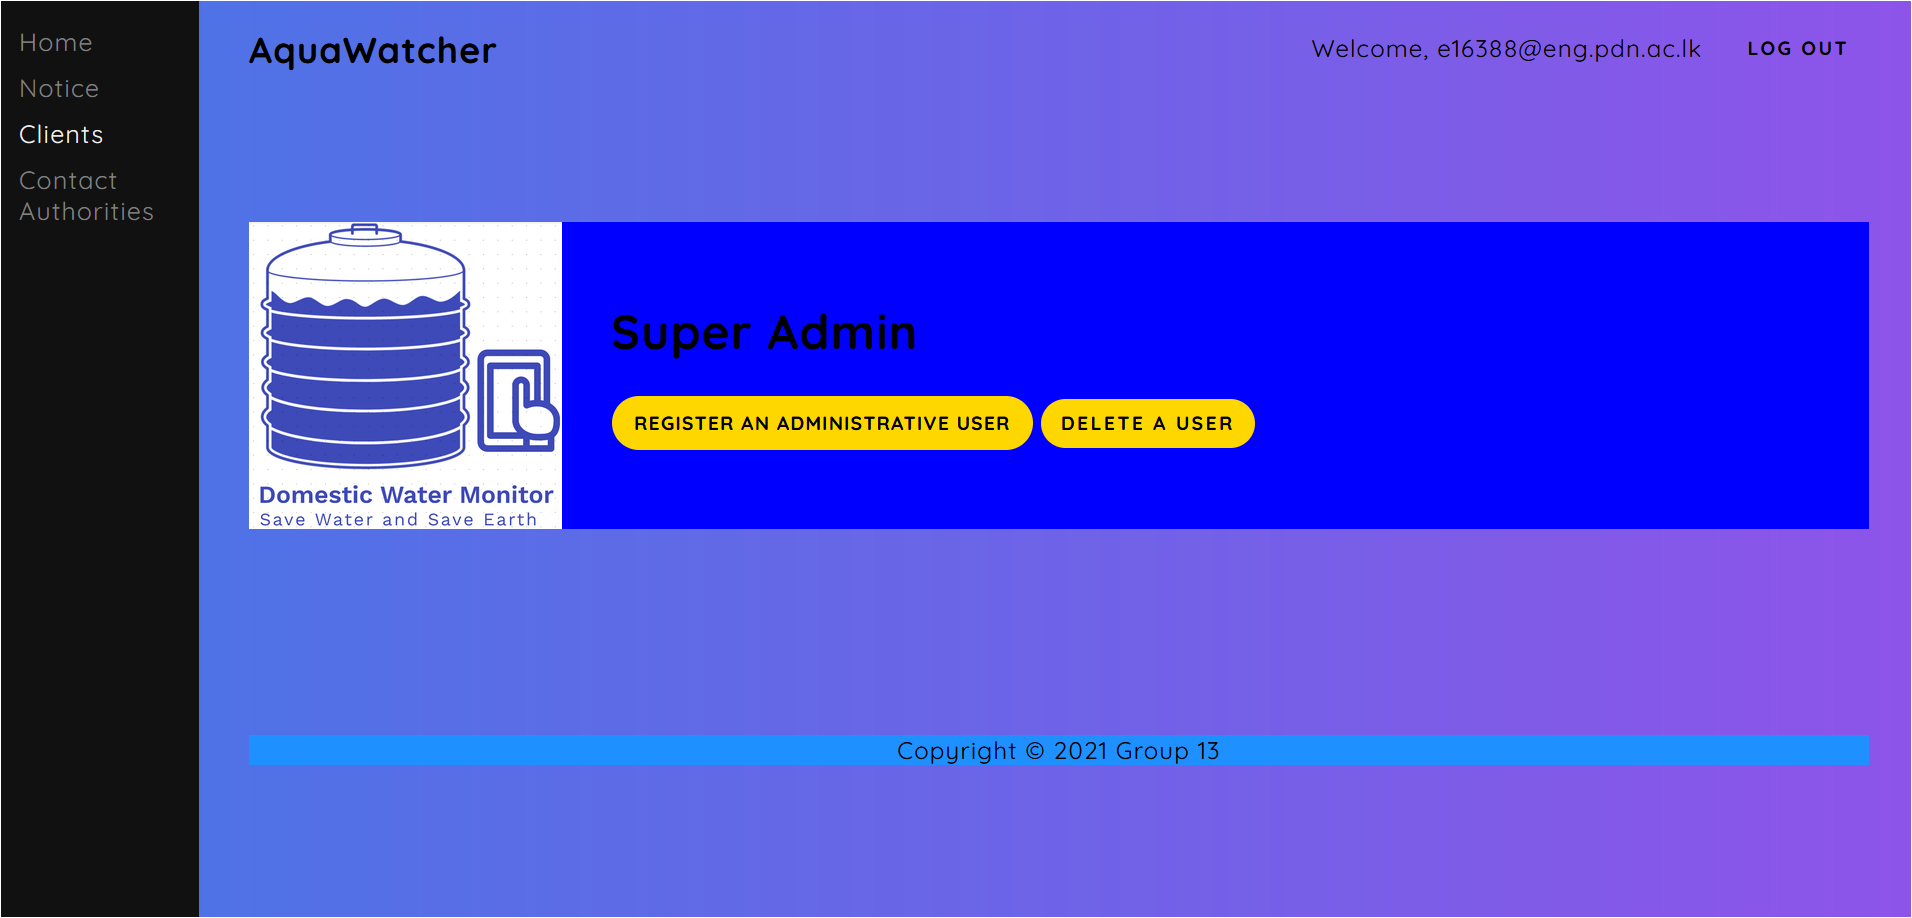 Home
Notice
Clients
Contact
Authorities
AquaWatcher
Welcome, e16388@eng.pdn.ac.lk
LOG OUT
Domestic Water Monitor
Save Water and Save Earth
Super Admin
REGISTER AN ADMINISTRATIVE USER
DELETE A USER
Copyright © 2021 Group 13